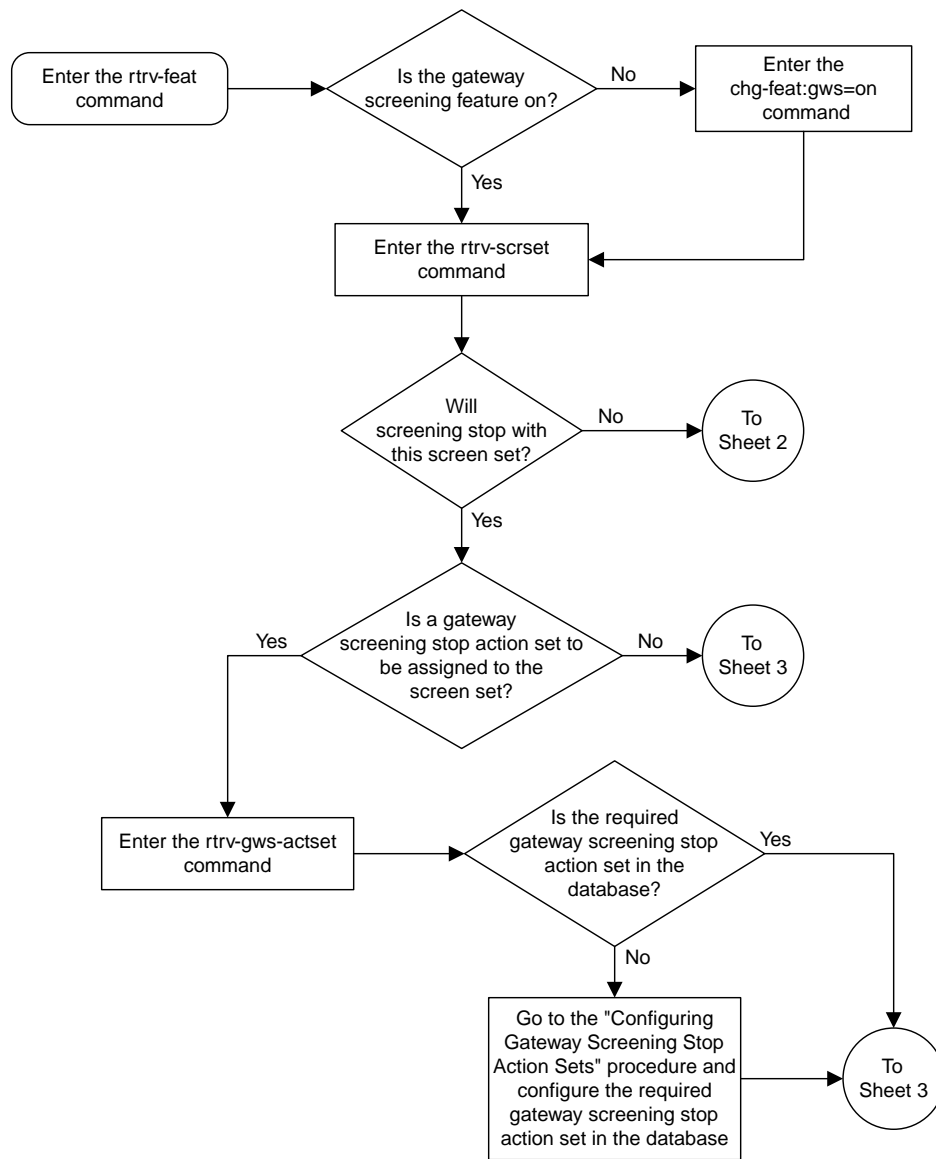 Enter the rtrv-feat
command
Is the gateway
screening feature on?
No
Enter the
chg-feat:gws=on
command
Yes
Enter the rtrv-scrset
command
Will
screening stop with
this screen set?
No
To
Sheet 2
Yes
Is a gateway
screening stop action set to
be assigned to the
screen set?
Yes
No
To
Sheet 3
Enter the rtrv-gws-actset
command
Is the required
gateway screening stop
action set in the
database?
Yes
No
Go to the "Configuring
Gateway Screening Stop
Action Sets" procedure and
configure the required
gateway screening stop
action set in the database
To
Sheet 3